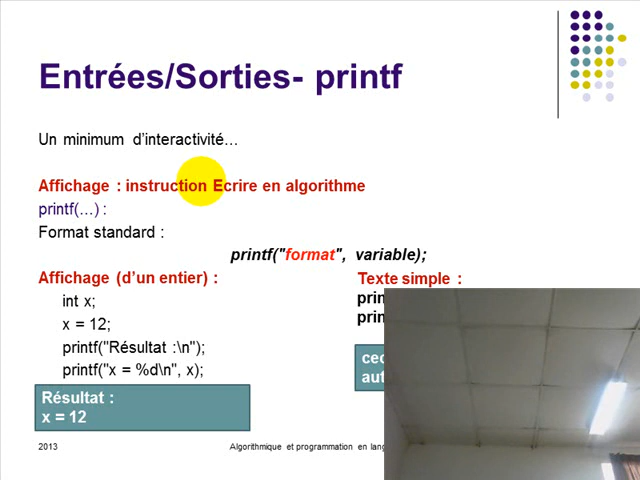 Entrées/Sorties- printf
Un minimum d'interactivité…
Affichage : instruction Ecrire en algorithme
printf(…) :
Format standard :
printf("format", variable);
Affichage (d'un entier) :
int x;
x = 12;
printf("Résultat :\n");
printf("x = %d\n", x);
Résultat :
x = 12
Texte simple :
2013
Algorithmique et programmation en